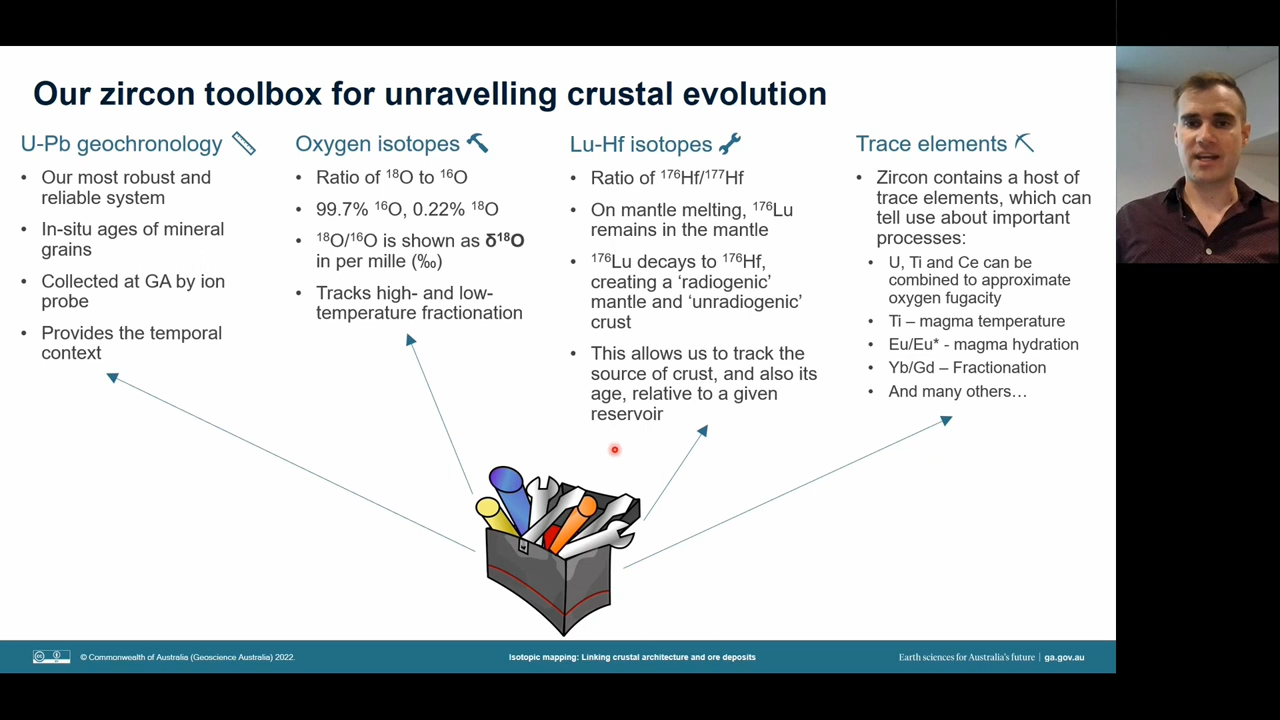 Our zircon toolbox for unravelling crustal evolution
U-Pb geochronology
• Our most robust and
reliable system
• In-situ ages of mineral
grains
• Collected at GA by ion
probe
• Provides the temporal
context
Oxygen isotopes
• Ratio of ¹⁸O to ¹⁶O
• 99.7% ¹⁶O, 0.22% ¹⁸O
• ¹⁸O/¹⁶O is shown as δ¹⁸O
in per mille (‰)
• Tracks high- and low-
temperature fractionation
Lu-Hf isotopes
• Ratio of ¹⁷⁶Hf/¹⁷⁷Hf
• On mantle melting, ¹⁷⁶Lu
remains in the mantle
• ¹⁷⁶Lu decays to ¹⁷⁶Hf,
creating a ‘radiogenic’
mantle and ‘unradiogenic’
crust
• This allows us to track the
source of crust, and also its
age, relative to a given
reservoir
Trace elements
• Zircon contains a host of
trace elements, which can
tell use about important
processes:
• U, Ti and Ce can be
combined to approximate
oxygen fugacity
• Ti – magma temperature
• Eu/Eu* - magma hydration
• Yb/Gd – Fractionation
• And many others…
© Commonwealth of Australia (Geoscience Australia) 2022.
Isotopic mapping: Linking crustal architecture and ore deposits
Earth sciences for Australia's future | ga.gov.au